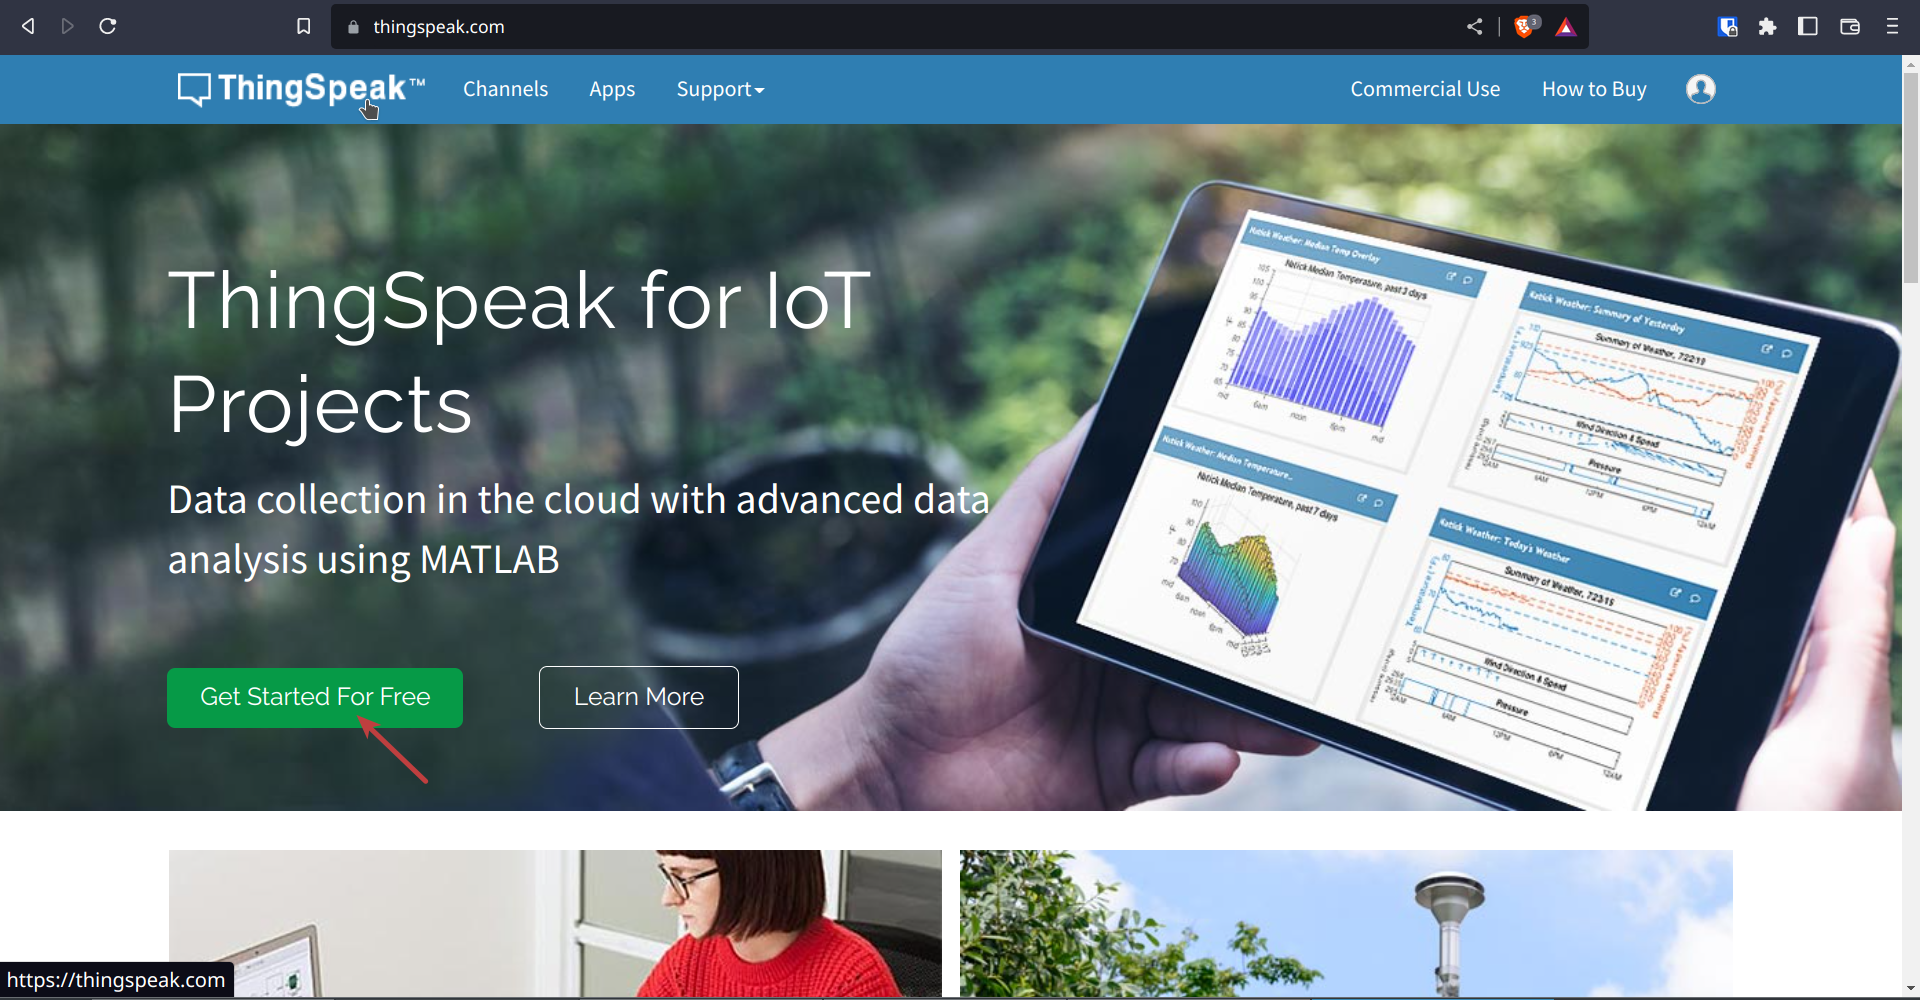 thingspeak.com
3
ThingSpeak™ Channels Apps Support Commercial Use How to Buy
ThingSpeak for IoT
Projects
Data collection in the cloud with advanced data
analysis using MATLAB
Get Started For Free Learn More
Natick Weather: Median Temp Overlay
Natick Median Temperature, past 3 days
Natick Weather: Summary of Yesterday
Summary of Weather, 7/22/19
Wind Direction & Speed
Pressure
Natick Weather: Median Temperature...
Natick Median Temperature, past 7 days
Natick Weather: Today's Weather
Summary of Weather, 7/23/19
Wind Direction & Speed
Pressure
https://thingspeak.com